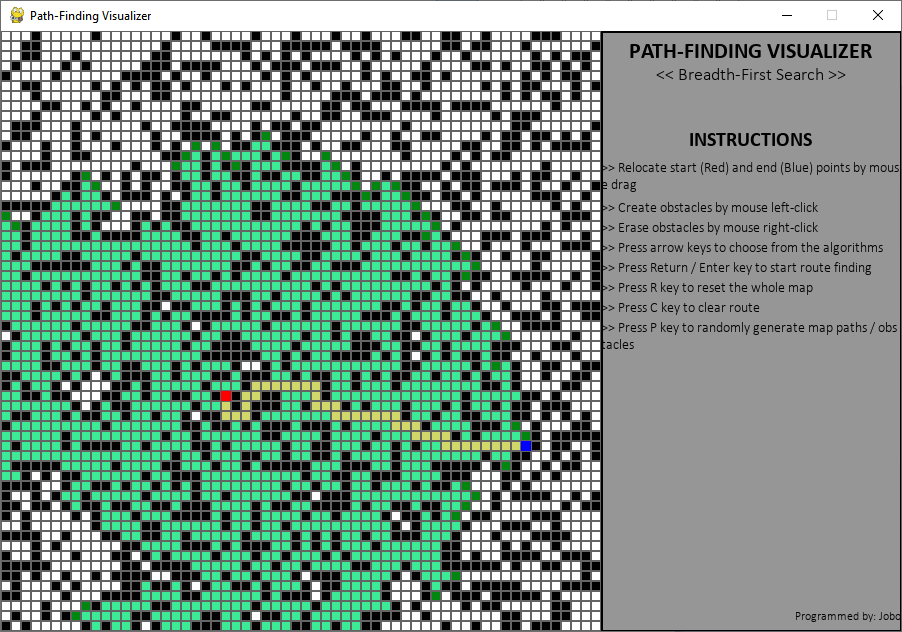 Path-Finding Visualizer
PATH-FINDING VISUALIZER
<< Breadth-First Search >>
INSTRUCTIONS
>> Relocate start (Red) and end (Blue) points by mous
e drag
>> Create obstacles by mouse left-click
>> Erase obstacles by mouse right-click
>> Press arrow keys to choose from the algorithms
>> Press Return / Enter key to start route finding
>> Press R key to reset the whole map
>> Press C key to clear route
>> Press P key to randomly generate map paths / obs
tacles
Programmed by: Jobo